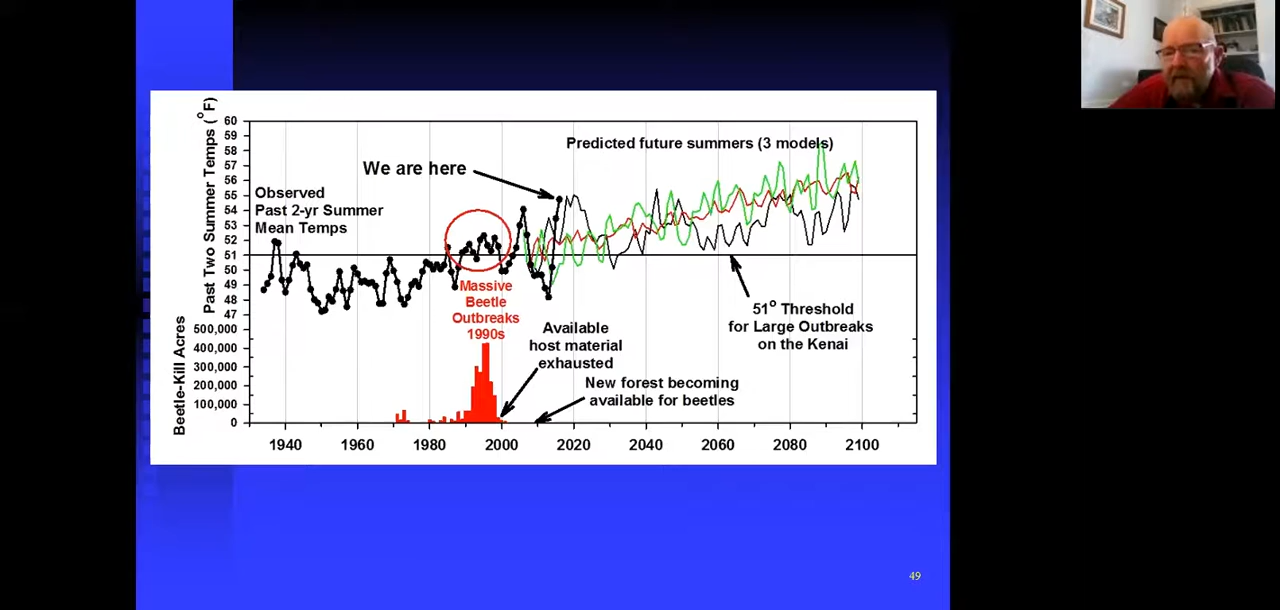 Past Two Summer Temps (°F)
60
59
58
57
56
55
54
53
52
51
50
49
48
47
Beetle-Kill Acres
500,000
400,000
300,000
200,000
100,000
0
Predicted future summers (3 models)
We are here
Observed
Past 2-yr Summer
Mean Temps
Massive
Beetle
Outbreaks
1990s
Available
host material
exhausted
New forest becoming
available for beetles
51° Threshold
for Large Outbreaks
on the Kenai
1940
1960
1980
2000
2020
2040
2060
2080
2100
49